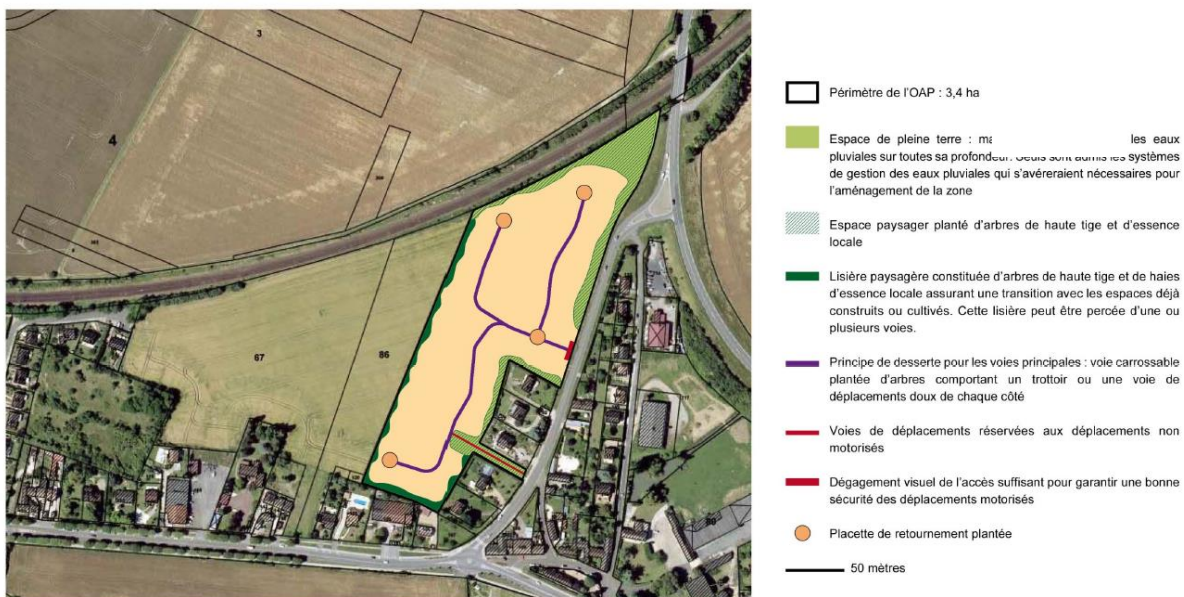 3
4
67
86
Périmètre de l'OAP : 3,4 ha
Espace de pleine terre : les eaux
pluviales sur toutes sa profondeur. Seuls sont admis les systèmes
de gestion des eaux pluviales qui s'avéreraient nécessaires pour
l'aménagement de la zone
Espace paysager planté d'arbres de haute tige et d'essence
locale
Lisière paysagère constituée d'arbres de haute tige et de haies
d'essence locale assurant une transition avec les espaces déjà
construits ou cultivés. Cette lisière peut être percée d'une ou
plusieurs voies.
Principe de desserte pour les voies principales : voie carrossable
plantée d'arbres comportant un trottoir ou une voie de
déplacements doux de chaque côté
Voies de déplacements réservées aux déplacements non
motorisés
Dégagement visuel de l'accès suffisant pour garantir une bonne
sécurité des déplacements motorisés
Placette de retournement plantée
50 mètres